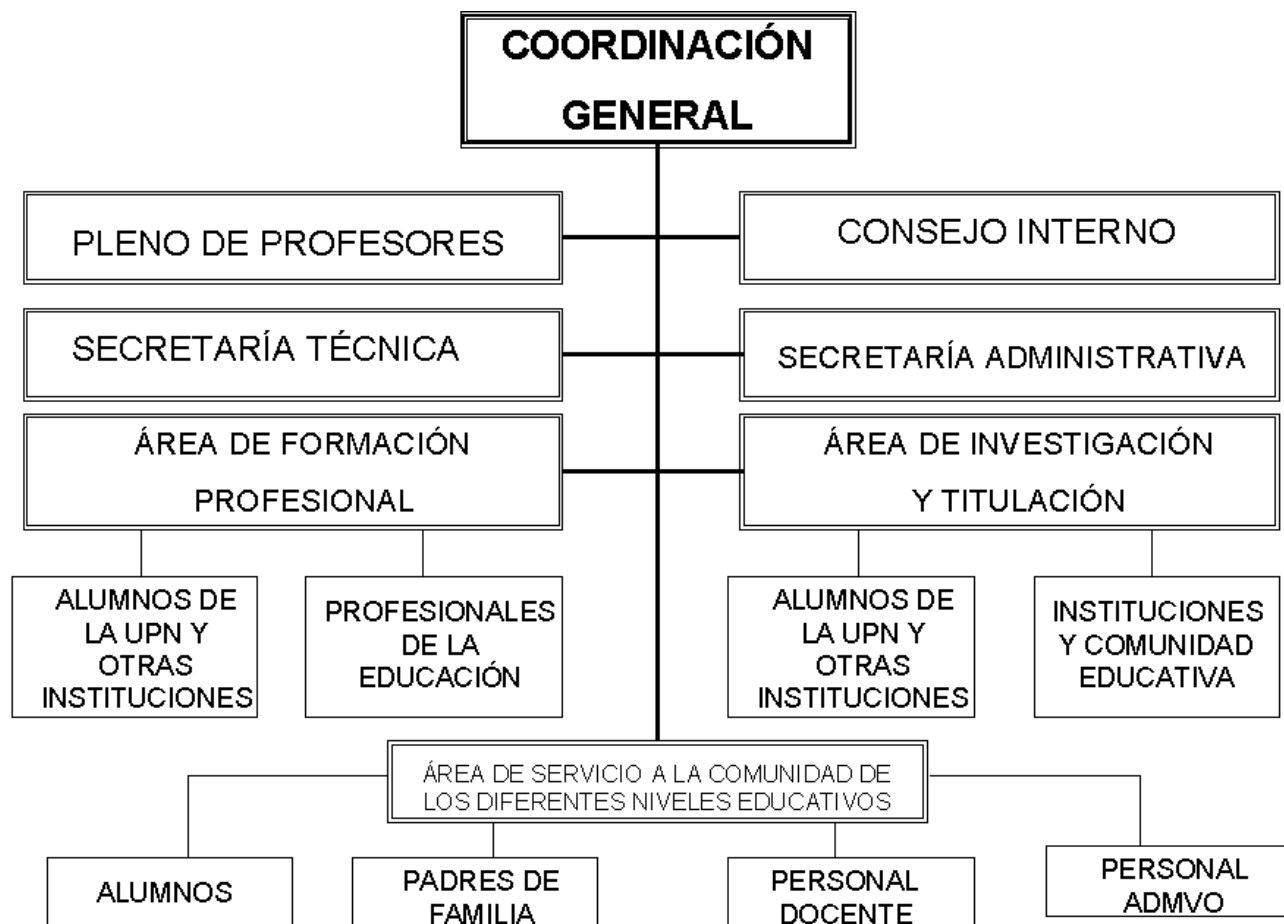 COORDINACIÓN
GENERAL
PLENO DE PROFESORES
CONSEJO INTERNO
SECRETARÍA TÉCNICA
SECRETARÍA ADMINISTRATIVA
ÁREA DE FORMACIÓN
PROFESIONAL
ÁREA DE INVESTIGACIÓN
Y TITULACIÓN
ALUMNOS DE
LA UPN Y
OTRAS
INSTITUCIONES
PROFESIONALES
DE LA
EDUCACIÓN
ALUMNOS DE
LA UPN Y
OTRAS
INSTITUCIONES
INSTITUCIONES
Y COMUNIDAD
EDUCATIVA
ÁREA DE SERVICIO A LA COMUNIDAD DE
LOS DIFERENTES NIVELES EDUCATIVOS
ALUMNOS
PADRES DE
FAMILIA
PERSONAL
DOCENTE
PERSONAL
ADMVO